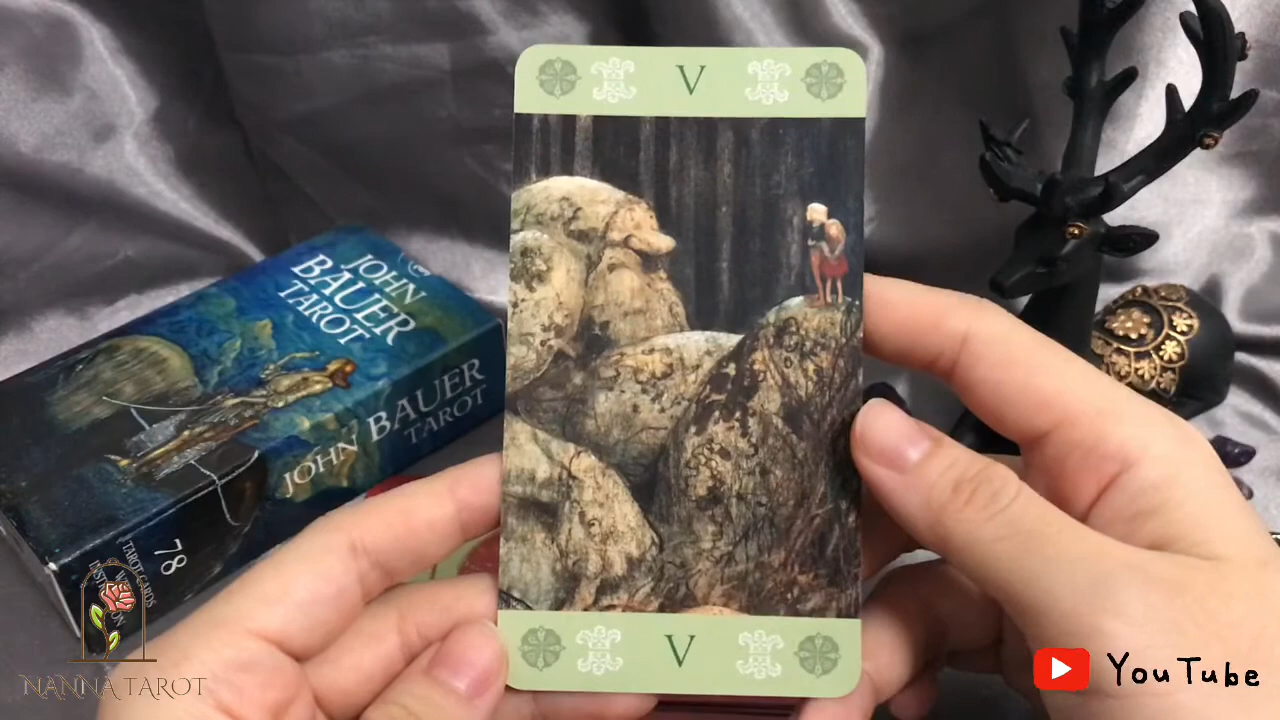 V
JOHN
BAUER
TAROT
JOHN BAUER
TAROT
78
TAROT CARDS
V
NANNA TAROT
YouTube